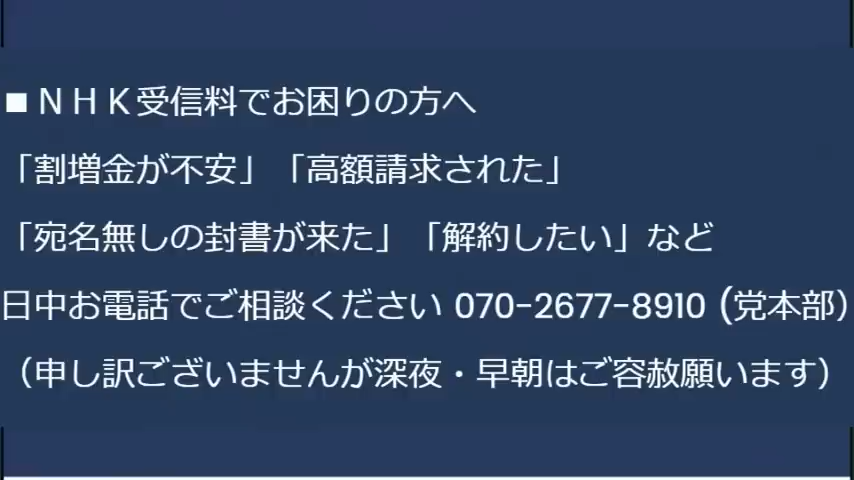 ■ＮＨＫ受信料でお困りの方へ
「割増金が不安」「高額請求された」
「宛名無しの封書が来た」「解約したい」など
日中お電話でご相談ください 070-2677-8910 (党本部)
（申し訳ございませんが深夜・早朝はご容赦願います）